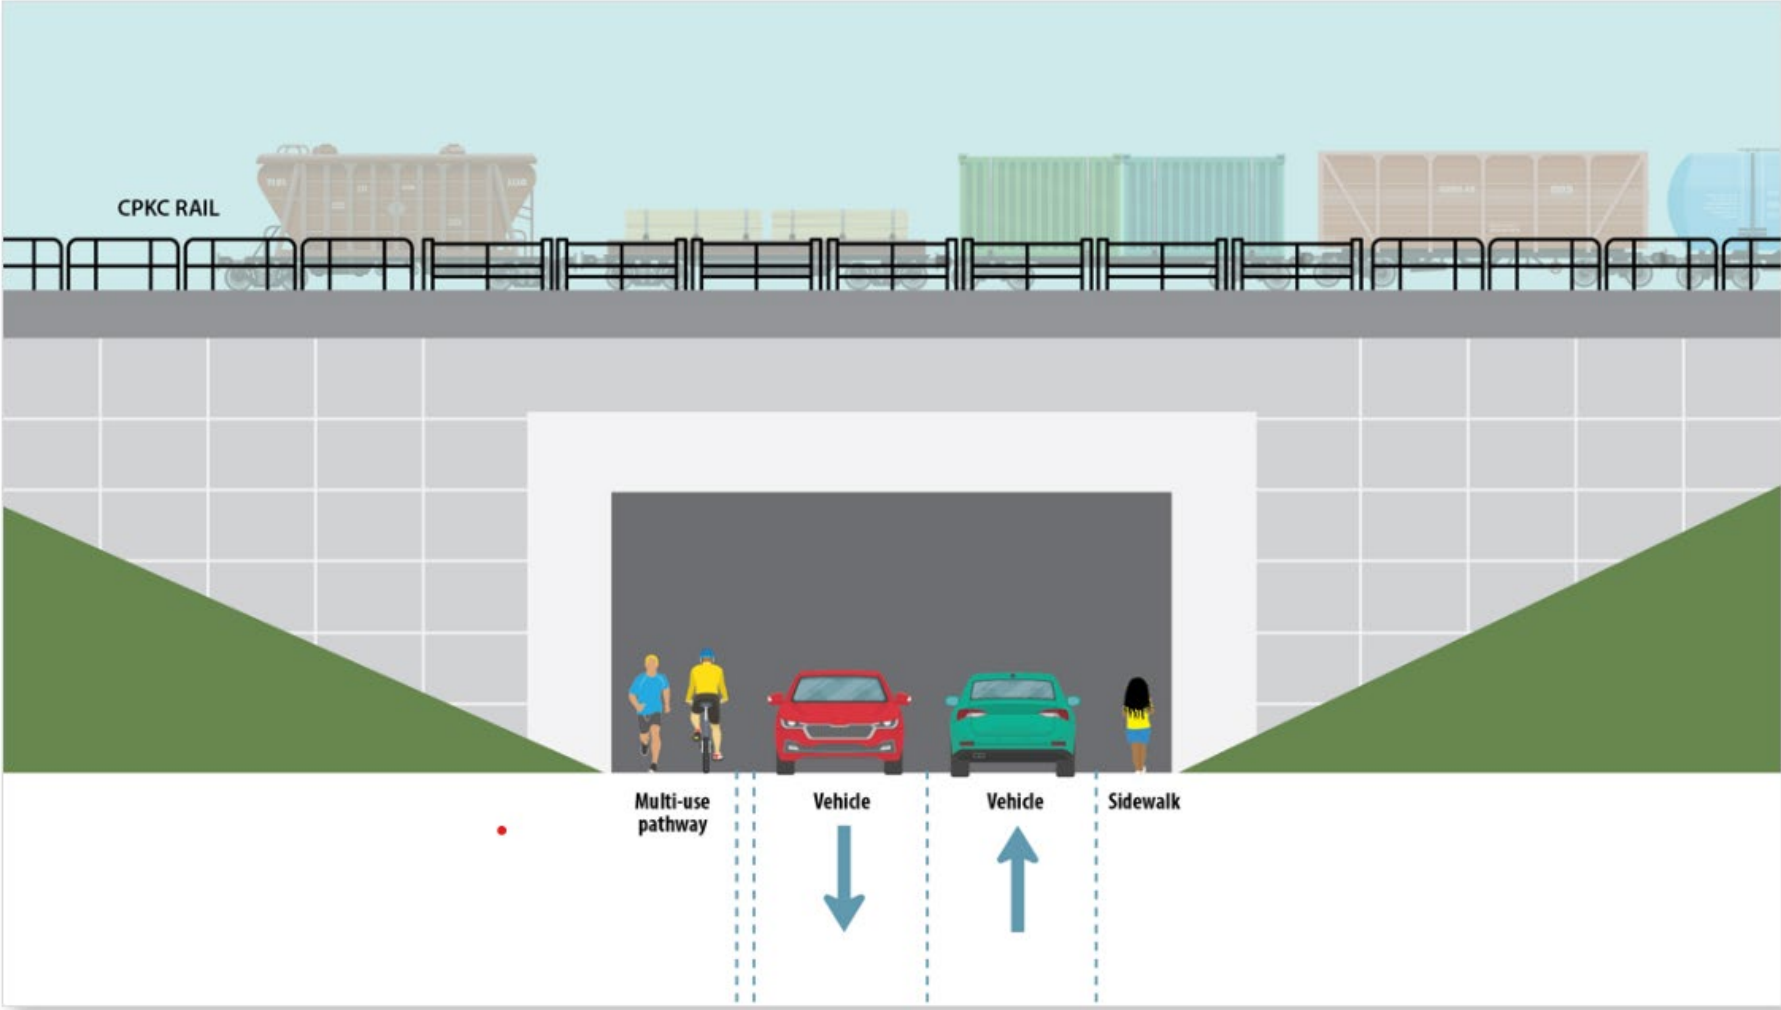 CPKC RAIL
Multi-use
pathway
Vehicle
Vehicle
Sidewalk